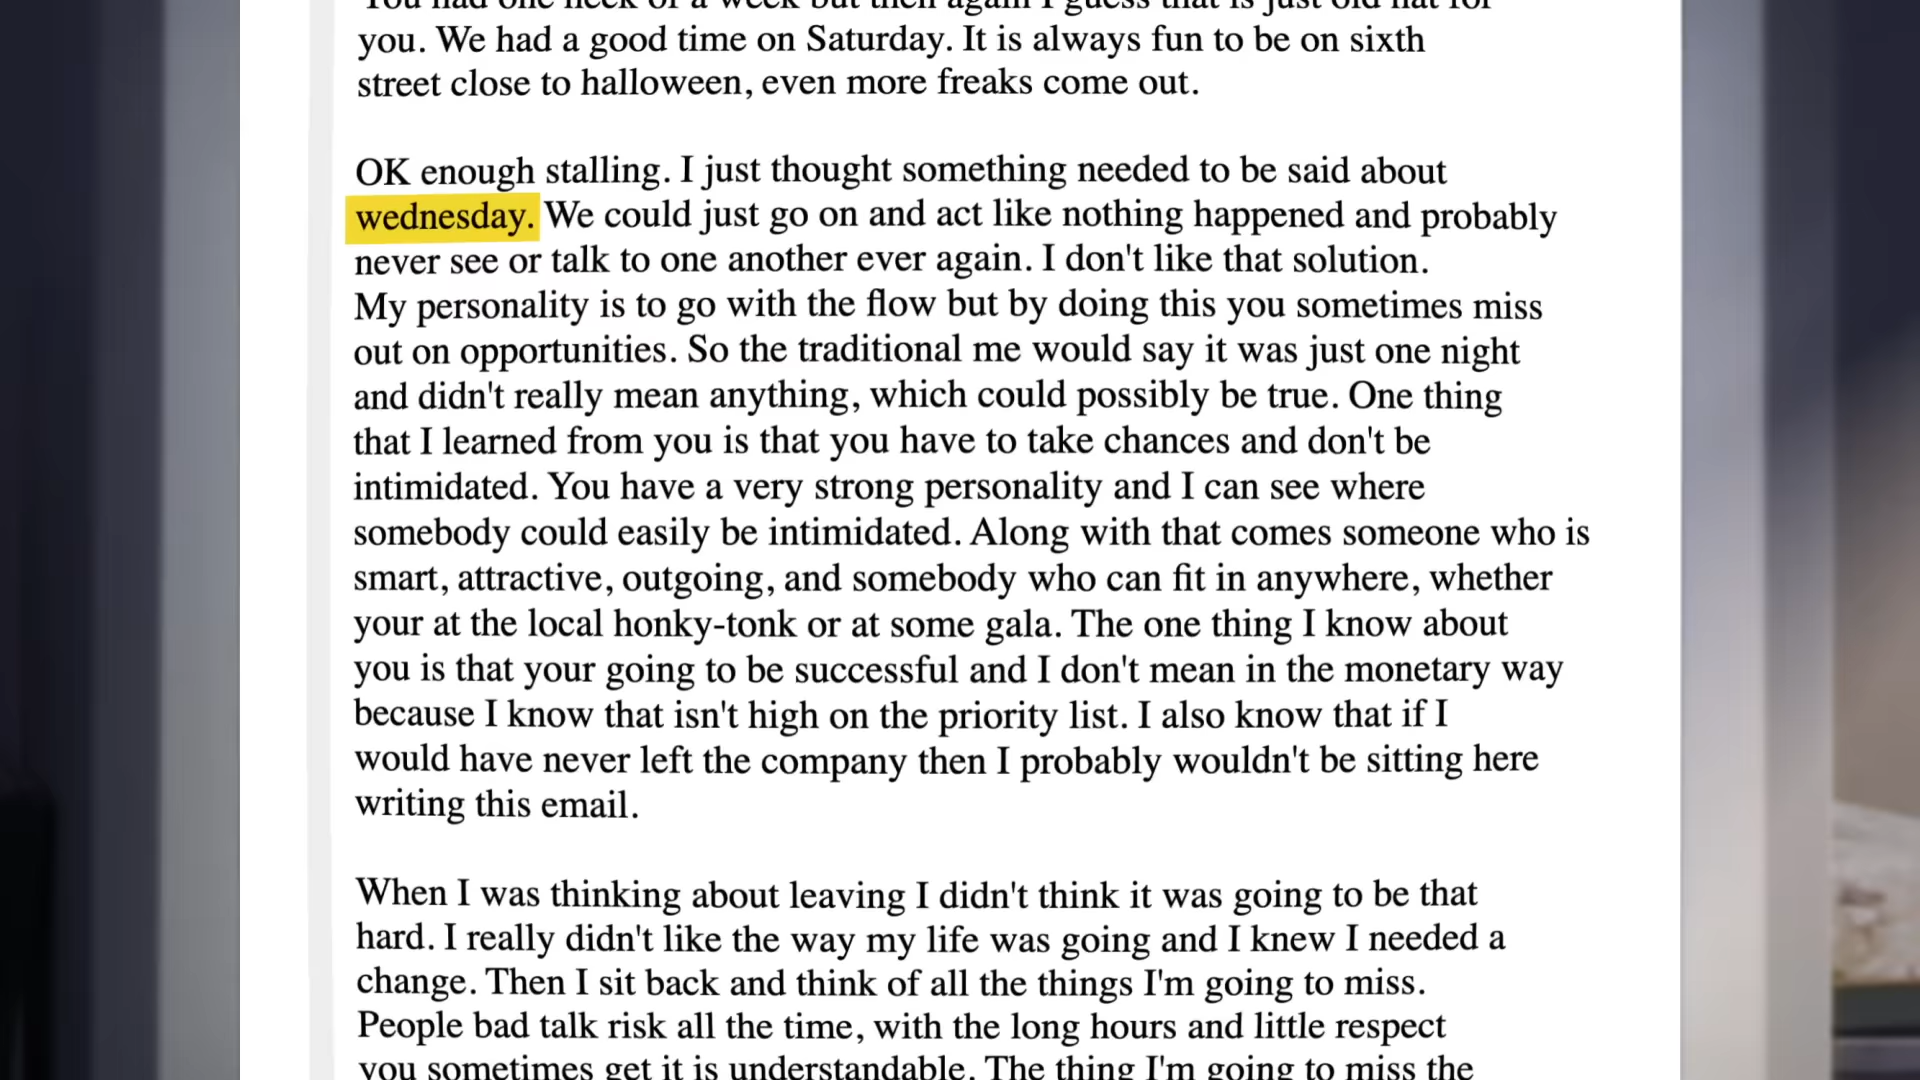 You had one heck of a week but then again I guess that is just old hat for
you. We had a good time on Saturday. It is always fun to be on sixth
street close to halloween, even more freaks come out.
OK enough stalling. I just thought something needed to be said about
wednesday. We could just go on and act like nothing happened and probably
never see or talk to one another ever again. I don't like that solution.
My personality is to go with the flow but by doing this you sometimes miss
out on opportunities. So the traditional me would say it was just one night
and didn't really mean anything, which could possibly be true. One thing
that I learned from you is that you have to take chances and don't be
intimidated. You have a very strong personality and I can see where
somebody could easily be intimidated. Along with that comes someone who is
smart, attractive, outgoing, and somebody who can fit in anywhere, whether
your at the local honky-tonk or at some gala. The one thing I know about
you is that your going to be successful and I don't mean in the monetary way
because I know that isn't high on the priority list. I also know that if I
would have never left the company then I probably wouldn't be sitting here
writing this email.
When I was thinking about leaving I didn't think it was going to be that
hard. I really didn't like the way my life was going and I knew I needed a
change. Then I sit back and think of all the things I'm going to miss.
People bad talk risk all the time, with the long hours and little respect
you sometimes get it is understandable. The thing I'm going to miss the